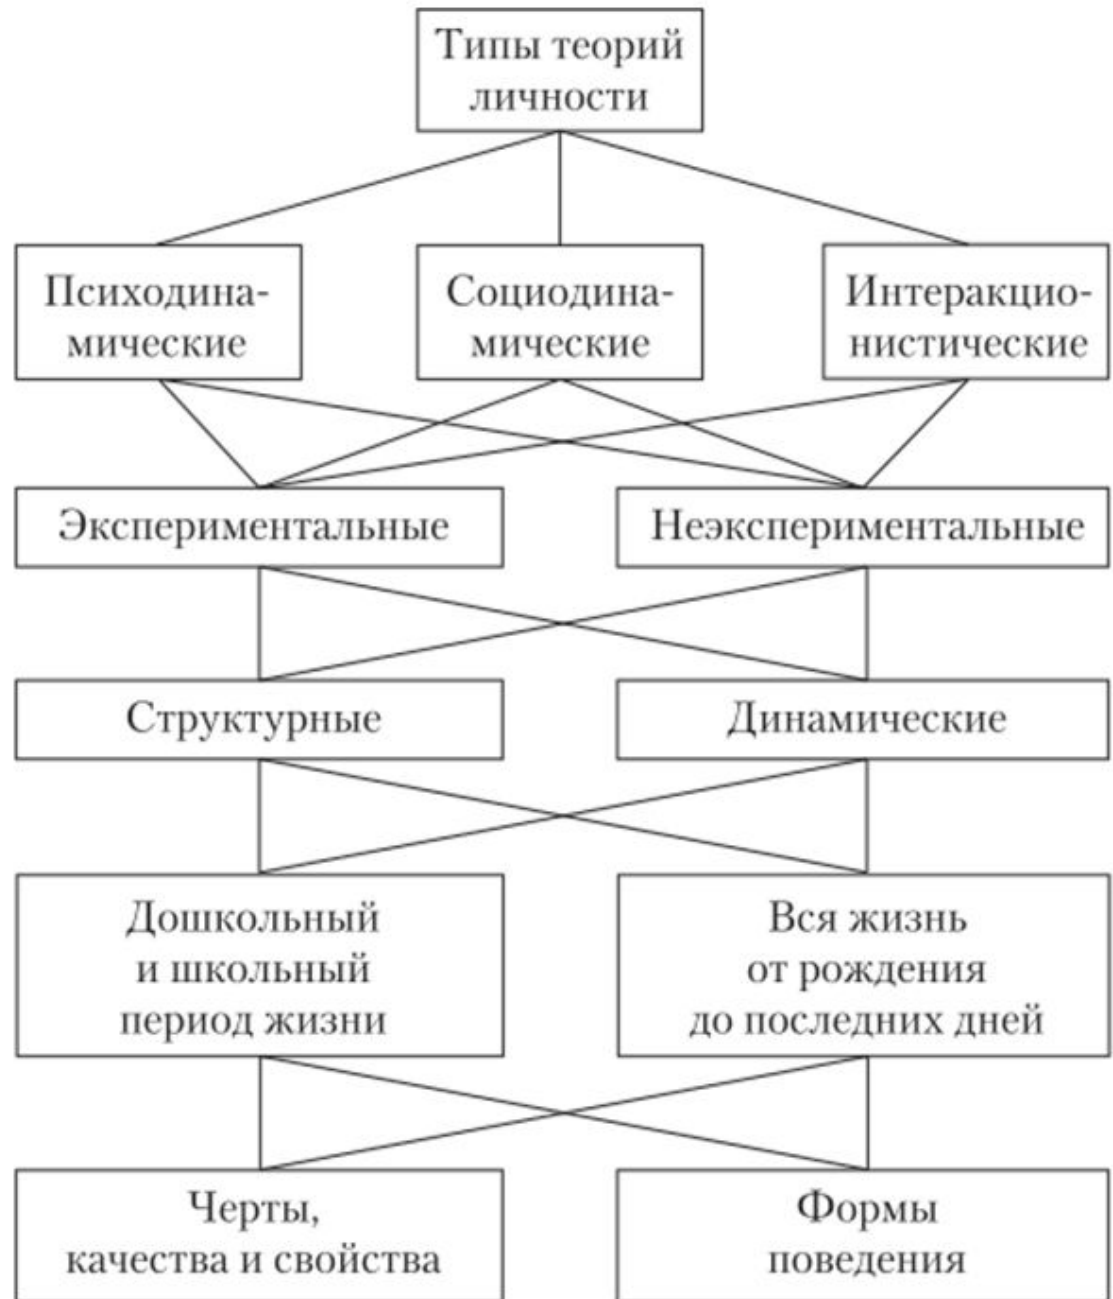 Типы теорий
личности
Психодина-
мические
Социодина-
мические
Интеракцио-
нистические
Экспериментальные
Неэкспериментальные
Структурные
Динамические
Дошкольный
и школьный
период жизни
Вся жизнь
от рождения
до последних дней
Черты,
качества и свойства
Формы
поведения